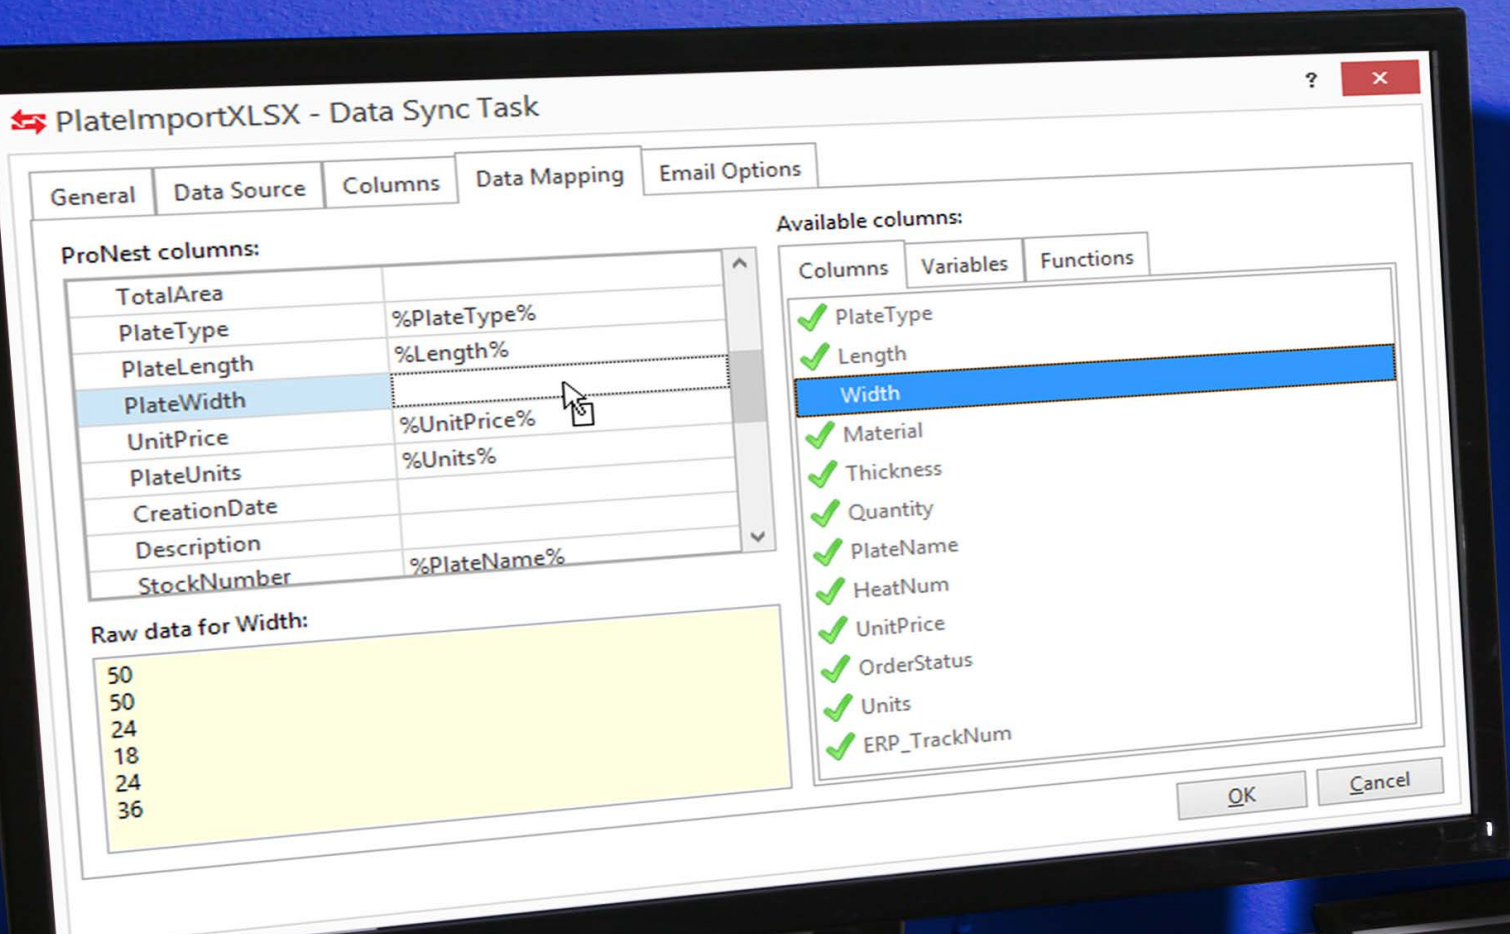 PlateImportXLSX - Data Sync Task
?
General
Data Source
Columns
Data Mapping
Email Options
ProNest columns:
TotalArea
PlateType %PlateType%
PlateLength %Length%
PlateWidth
UnitPrice %UnitPrice%
PlateUnits %Units%
CreationDate
Description
StockNumber %PlateName%
Raw data for Width:
50
50
24
18
24
36
Available columns:
Columns
Variables
Functions
PlateType
Length
Width
Material
Thickness
Quantity
PlateName
HeatNum
UnitPrice
OrderStatus
Units
ERP_TrackNum
OK
Cancel